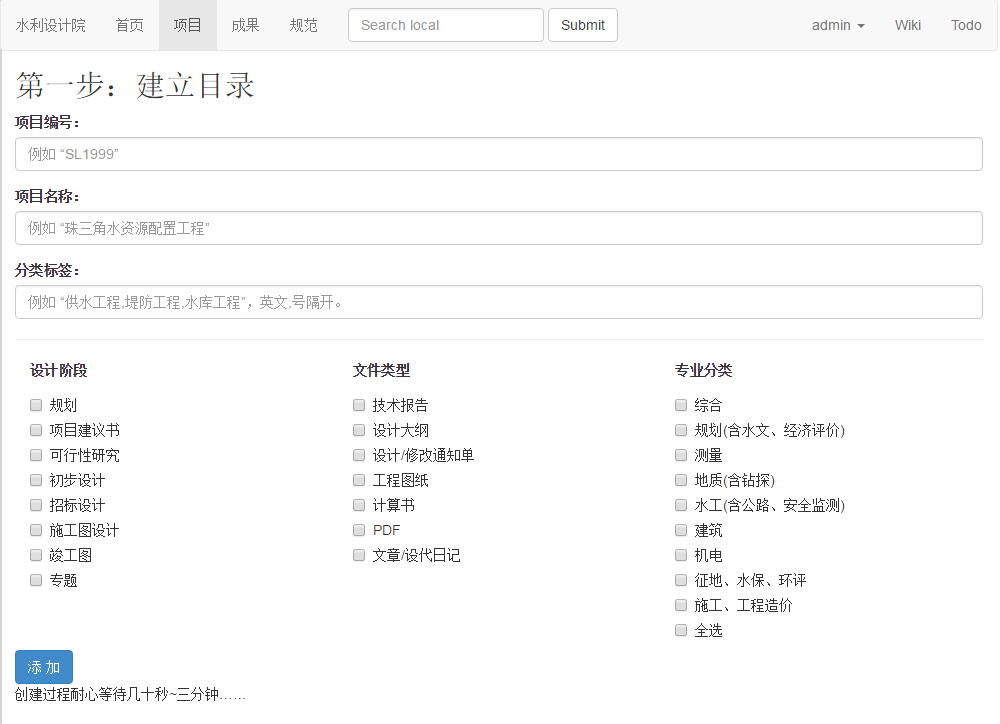 水利设计院 首页 项目 成果 规范 Search local Submit admin Wiki Todo
第一步：建立目录
项目编号：
例如 “SL1999”
项目名称：
例如 “珠三角水资源配置工程”
分类标签：
例如 “供水工程,堤防工程,水库工程”，英文,号隔开。
设计阶段 文件类型 专业分类
规划 技术报告 综合
项目建议书 设计大纲 规划(含水文、经济评价)
可行性研究 设计/修改通知单 测量
初步设计 工程图纸 地质(含钻探)
招标设计 计算书 水工(含公路、安全监测)
施工图设计 PDF 建筑
竣工图 文章/设代日记 机电
专题 征地、水保、环评
施工、工程造价
全选
添 加
创建过程耐心等待几十秒~三分钟……